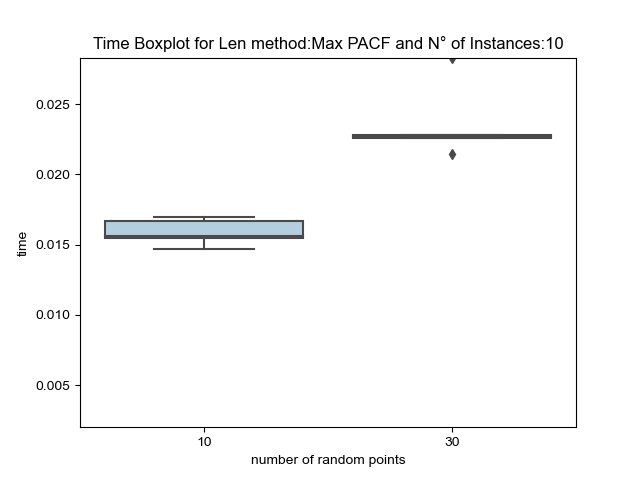 Time Boxplot for Len method:Max PACF and N° of Instances:10
0.025
0.020
0.015
0.010
0.005
time
10
30
number of random points